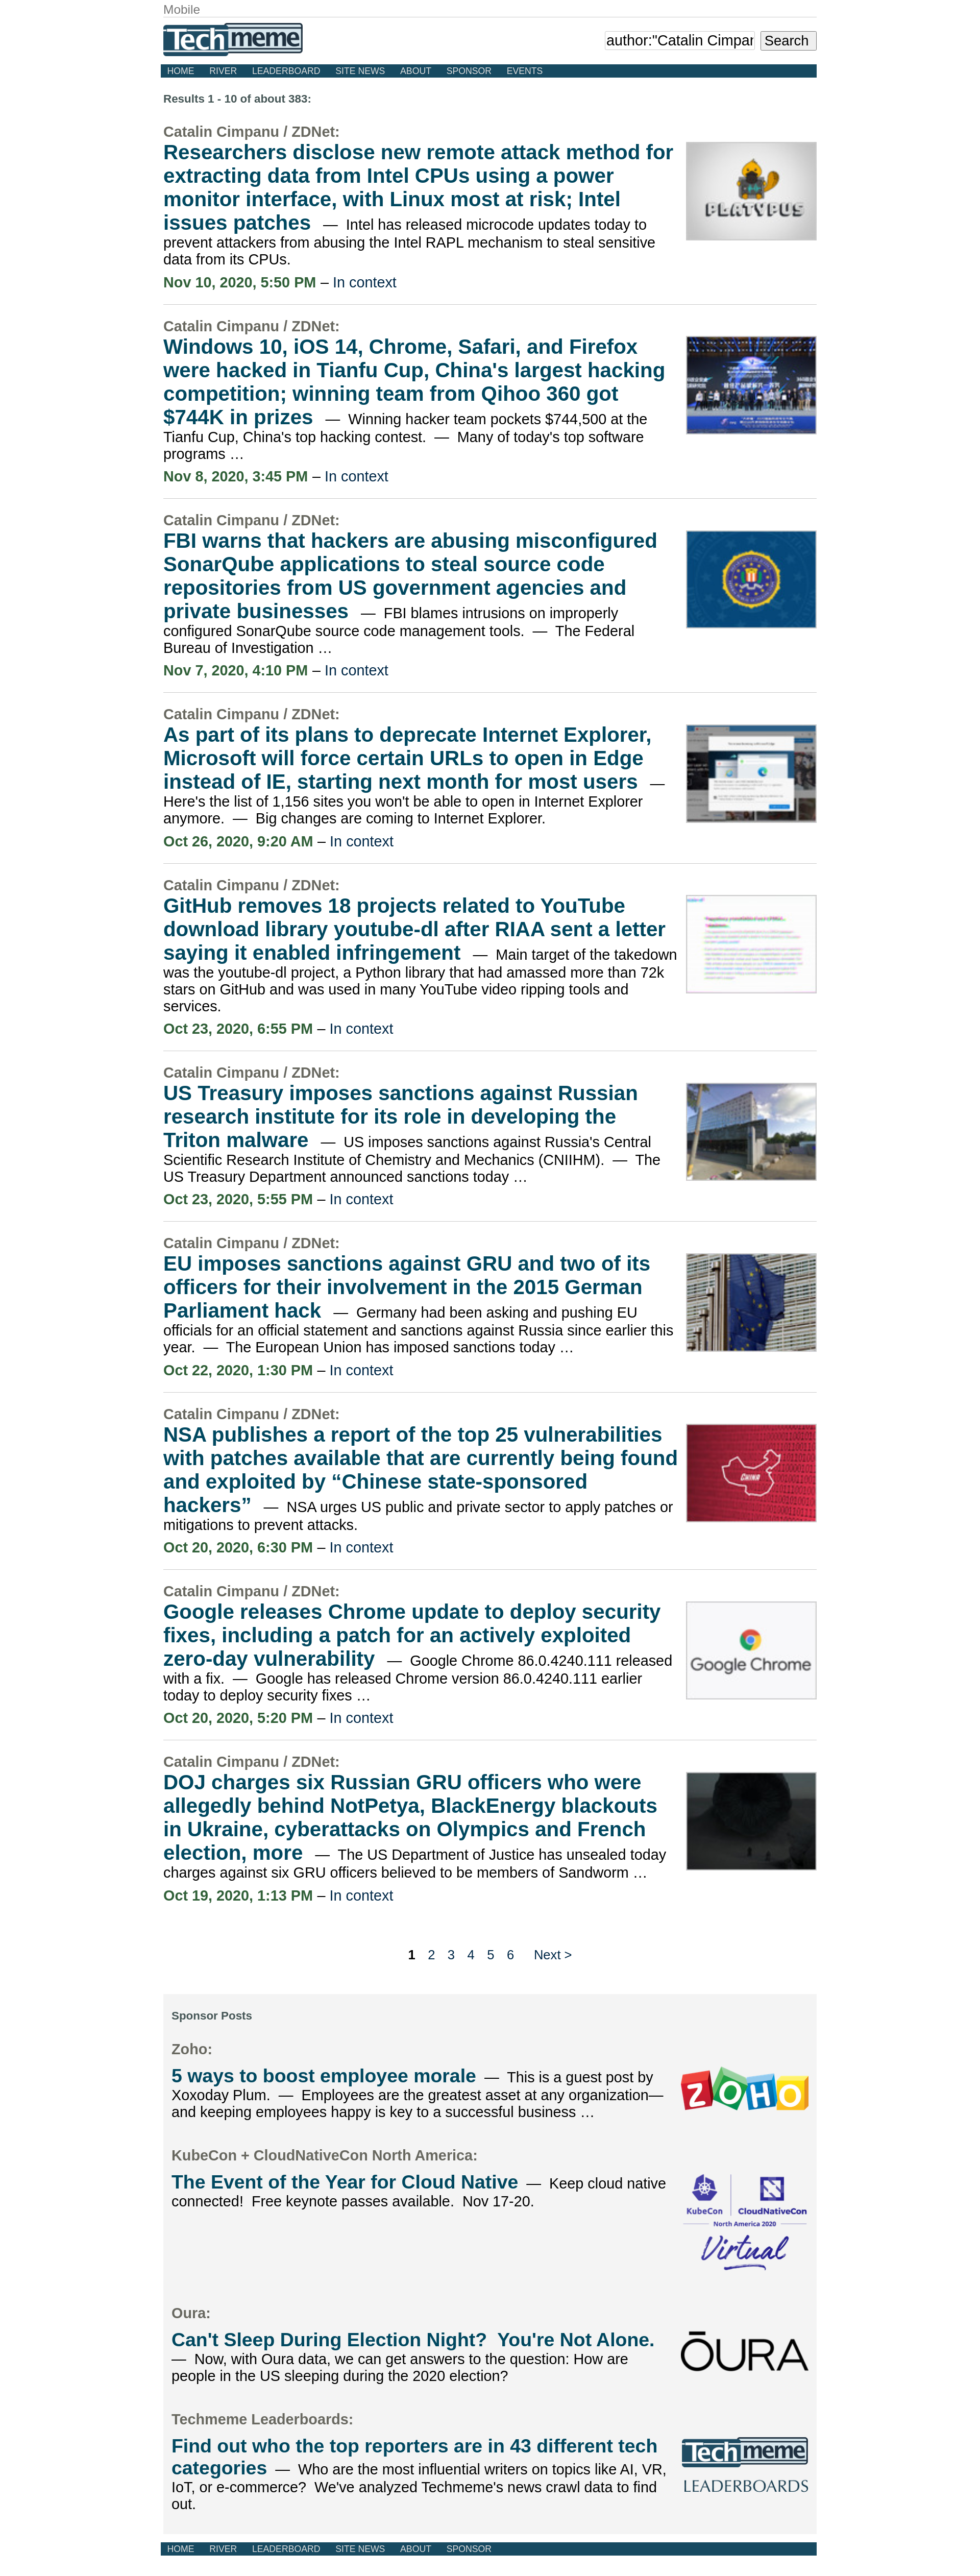 Mobile
Techmeme
author:"Catalin Cimpar
Search
HOME RIVER LEADERBOARD SITE NEWS ABOUT SPONSOR EVENTS
Results 1 - 10 of about 383:
Catalin Cimpanu / ZDNet:
Researchers disclose new remote attack method for
extracting data from Intel CPUs using a power
monitor interface, with Linux most at risk; Intel
issues patches — Intel has released microcode updates today to
prevent attackers from abusing the Intel RAPL mechanism to steal sensitive
data from its CPUs.
PLATYPUS
Nov 10, 2020, 5:50 PM – In context
Catalin Cimpanu / ZDNet:
Windows 10, iOS 14, Chrome, Safari, and Firefox
were hacked in Tianfu Cup, China's largest hacking
competition; winning team from Qihoo 360 got
$744K in prizes — Winning hacker team pockets $744,500 at the
Tianfu Cup, China's top hacking contest. — Many of today's top software
programs …
Nov 8, 2020, 3:45 PM – In context
Catalin Cimpanu / ZDNet:
FBI warns that hackers are abusing misconfigured
SonarQube applications to steal source code
repositories from US government agencies and
private businesses — FBI blames intrusions on improperly
configured SonarQube source code management tools. — The Federal
Bureau of Investigation …
Nov 7, 2020, 4:10 PM – In context
Catalin Cimpanu / ZDNet:
As part of its plans to deprecate Internet Explorer,
Microsoft will force certain URLs to open in Edge
instead of IE, starting next month for most users —
Here's the list of 1,156 sites you won't be able to open in Internet Explorer
anymore. — Big changes are coming to Internet Explorer.
Oct 26, 2020, 9:20 AM – In context
Catalin Cimpanu / ZDNet:
GitHub removes 18 projects related to YouTube
download library youtube-dl after RIAA sent a letter
saying it enabled infringement — Main target of the takedown
was the youtube-dl project, a Python library that had amassed more than 72k
stars on GitHub and was used in many YouTube video ripping tools and
services.
Oct 23, 2020, 6:55 PM – In context
Catalin Cimpanu / ZDNet:
US Treasury imposes sanctions against Russian
research institute for its role in developing the
Triton malware — US imposes sanctions against Russia's Central
Scientific Research Institute of Chemistry and Mechanics (CNIIHM). — The
US Treasury Department announced sanctions today …
Oct 23, 2020, 5:55 PM – In context
Catalin Cimpanu / ZDNet:
EU imposes sanctions against GRU and two of its
officers for their involvement in the 2015 German
Parliament hack — Germany had been asking and pushing EU
officials for an official statement and sanctions against Russia since earlier this
year. — The European Union has imposed sanctions today …
Oct 22, 2020, 1:30 PM – In context
Catalin Cimpanu / ZDNet:
NSA publishes a report of the top 25 vulnerabilities
with patches available that are currently being found
and exploited by “Chinese state-sponsored
hackers” — NSA urges US public and private sector to apply patches or
mitigations to prevent attacks.
CHINA
Oct 20, 2020, 6:30 PM – In context
Catalin Cimpanu / ZDNet:
Google releases Chrome update to deploy security
fixes, including a patch for an actively exploited
zero-day vulnerability — Google Chrome 86.0.4240.111 released
with a fix. — Google has released Chrome version 86.0.4240.111 earlier
today to deploy security fixes …
Google Chrome
Oct 20, 2020, 5:20 PM – In context
Catalin Cimpanu / ZDNet:
DOJ charges six Russian GRU officers who were
allegedly behind NotPetya, BlackEnergy blackouts
in Ukraine, cyberattacks on Olympics and French
election, more — The US Department of Justice has unsealed today
charges against six GRU officers believed to be members of Sandworm …
Oct 19, 2020, 1:13 PM – In context
1 2 3 4 5 6 Next >
Sponsor Posts
Zoho:
5 ways to boost employee morale — This is a guest post by
Xoxoday Plum. — Employees are the greatest asset at any organization—
and keeping employees happy is key to a successful business …
ZOHO
KubeCon + CloudNativeCon North America:
The Event of the Year for Cloud Native — Keep cloud native
connected! Free keynote passes available. Nov 17-20.
KubeCon CloudNativeCon
North America 2020
Virtual
Oura:
Can't Sleep During Election Night? You're Not Alone.
— Now, with Oura data, we can get answers to the question: How are
people in the US sleeping during the 2020 election?
ŌURA
Techmeme Leaderboards:
Find out who the top reporters are in 43 different tech
categories — Who are the most influential writers on topics like AI, VR,
IoT, or e-commerce? We've analyzed Techmeme's news crawl data to find
out.
Techmeme
LEADERBOARDS
HOME RIVER LEADERBOARD SITE NEWS ABOUT SPONSOR